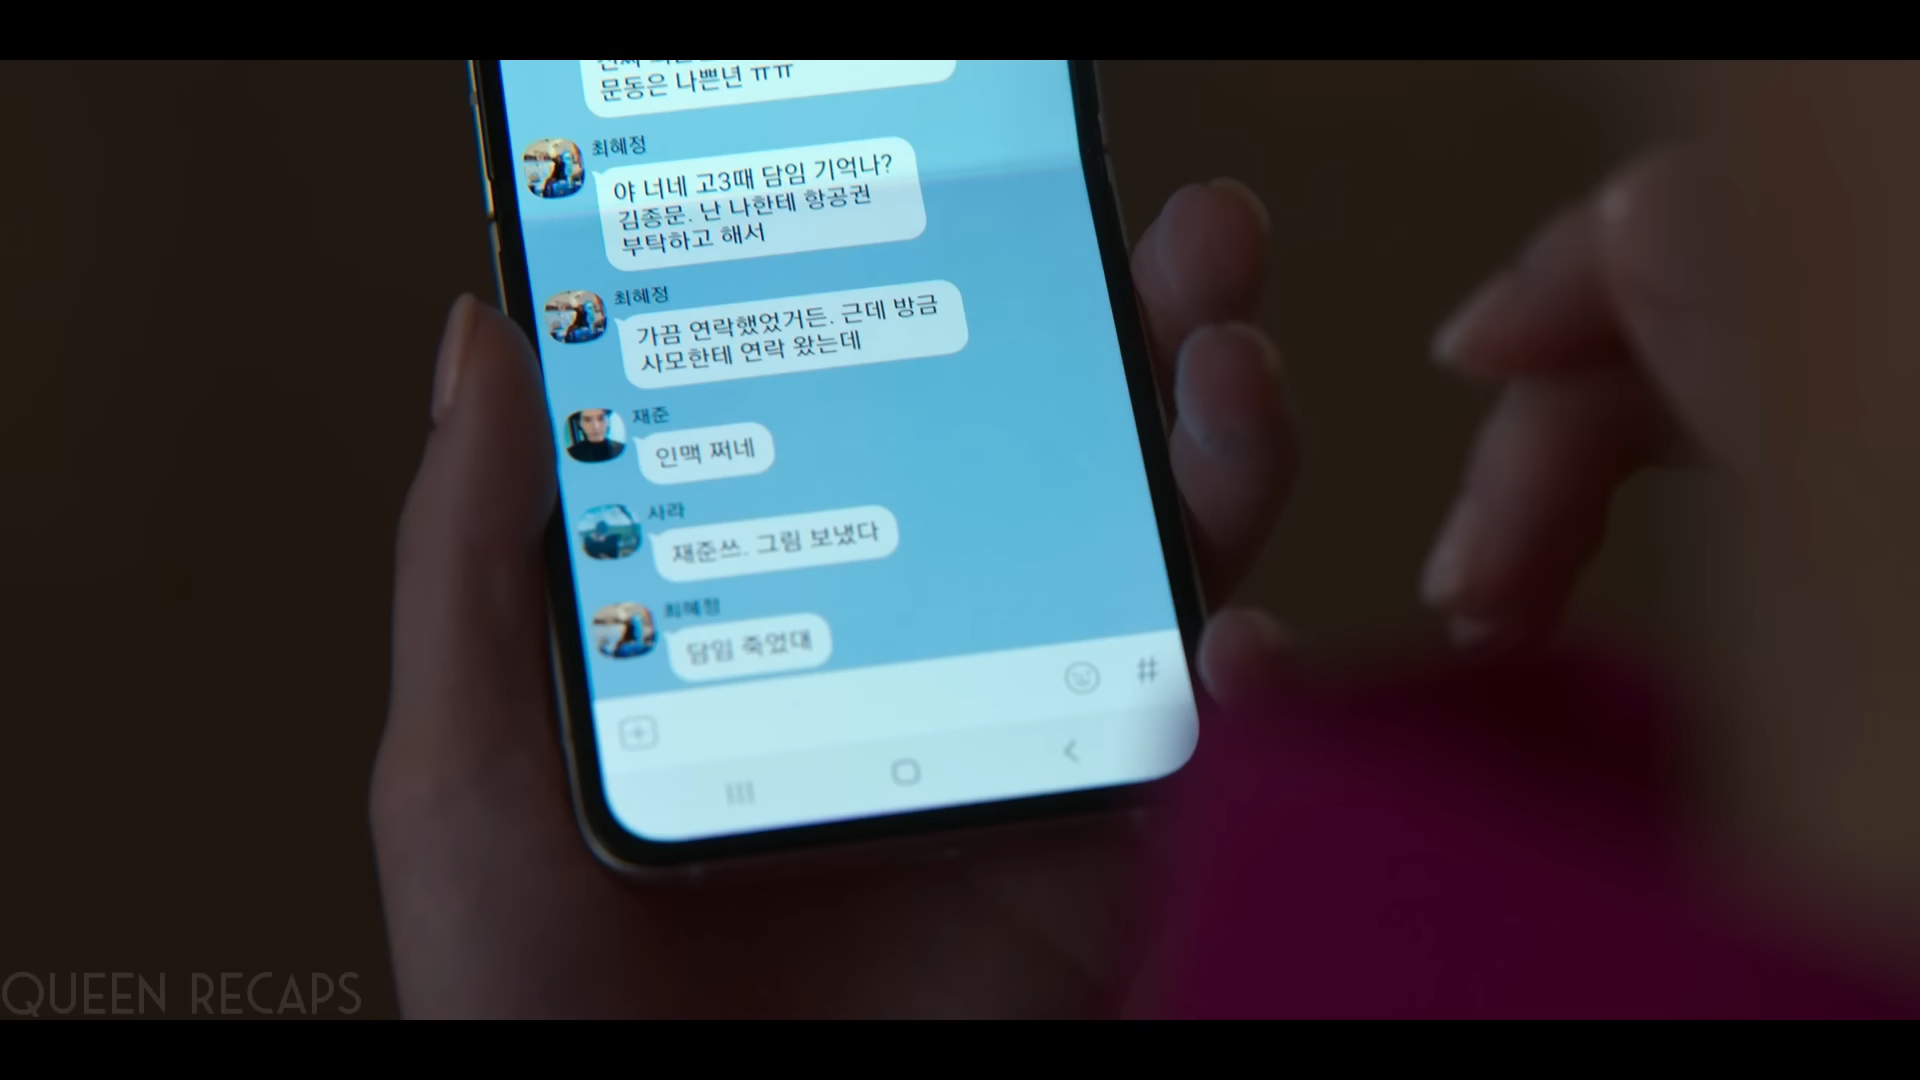 문동은 나쁜년 ㅠㅠ
최혜정
야 너네 고3때 담임 기억나?
김종문. 난 나한테 항공권
부탁하고 해서
최혜정
가끔 연락했었거든. 근데 방금
사모한테 연락 왔는데
재준
인맥 쩌네
사라
재준쓰. 그림 보냈다
최혜정
담임 죽었대
#
QUEEN RECAPS